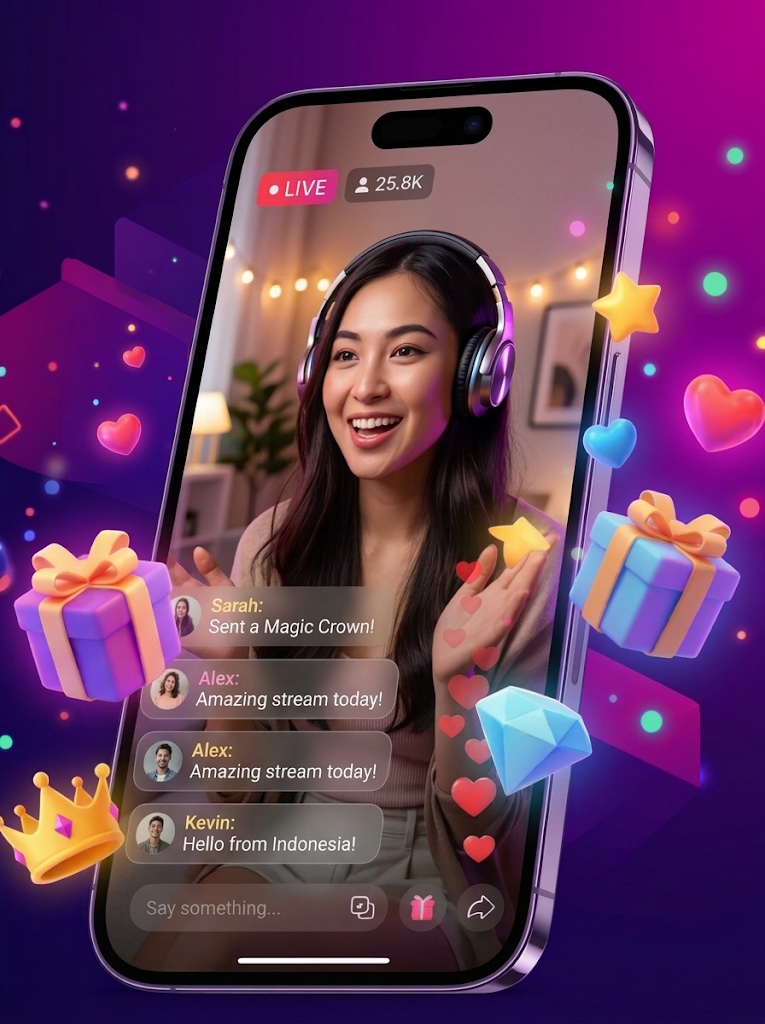 LIVE
25.8K
Sarah:
Sent a Magic Crown!
Alex:
Amazing stream today!
Alex:
Amazing stream today!
Kevin:
Hello from Indonesia!
Say something...